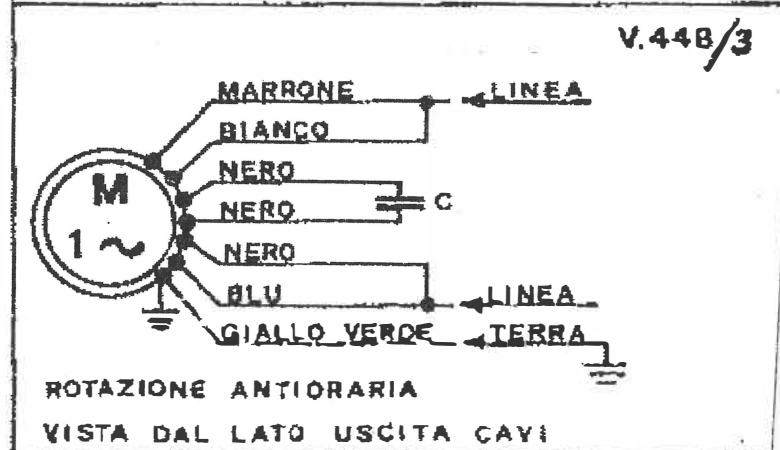 V.448/3
MARRONE LINEA
BIANCO
NERO
C
NERO
M
1 ~
NERO
BLU LINEA
GIALLO VERDE TERRA
ROTAZIONE ANTIORARIA
VISTA DAL LATO USCITA CAVI